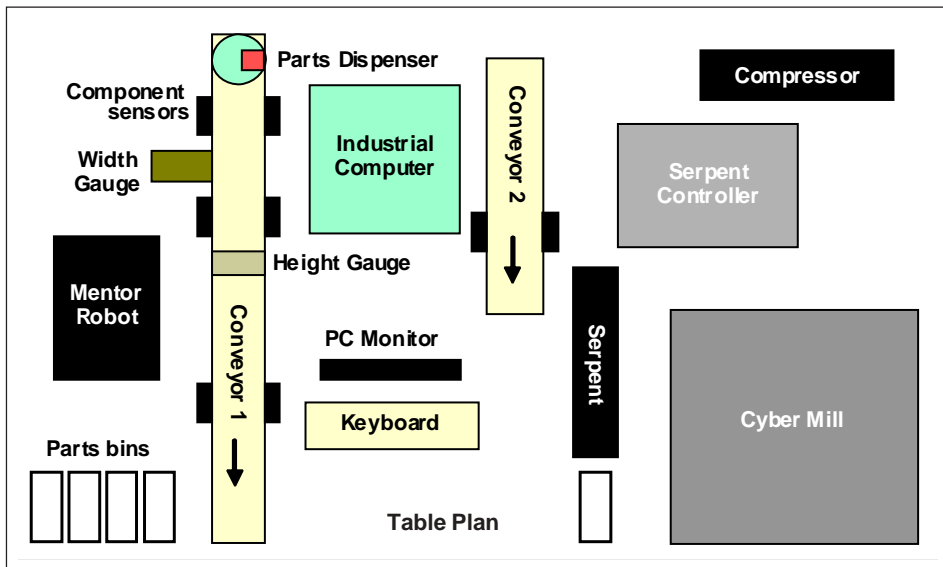 Parts Dispenser
Compressor
Component
sensors
Conveyor 2
Industrial
Computer
Width
Gauge
Serpent
Controller
Height Gauge
Mentor
Robot
Conveyor 1
PC Monitor
Serpent
Keyboard
Cyber Mill
Parts bins
Table Plan